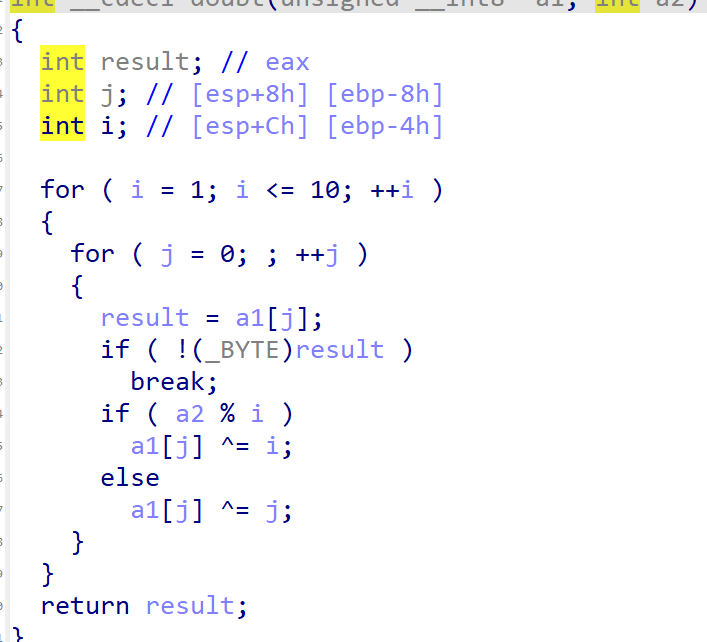 int __cdecl doubt(unsigned __int8 *a1, int a2)
{
int result; // eax
int j; // [esp+8h] [ebp-8h]
int i; // [esp+Ch] [ebp-4h]
for ( i = 1; i <= 10; ++i )
{
for ( j = 0; ; ++j )
{
result = a1[j];
if ( !(_BYTE)result )
break;
if ( a2 % i )
a1[j] ^= i;
else
a1[j] ^= j;
}
}
return result;
}